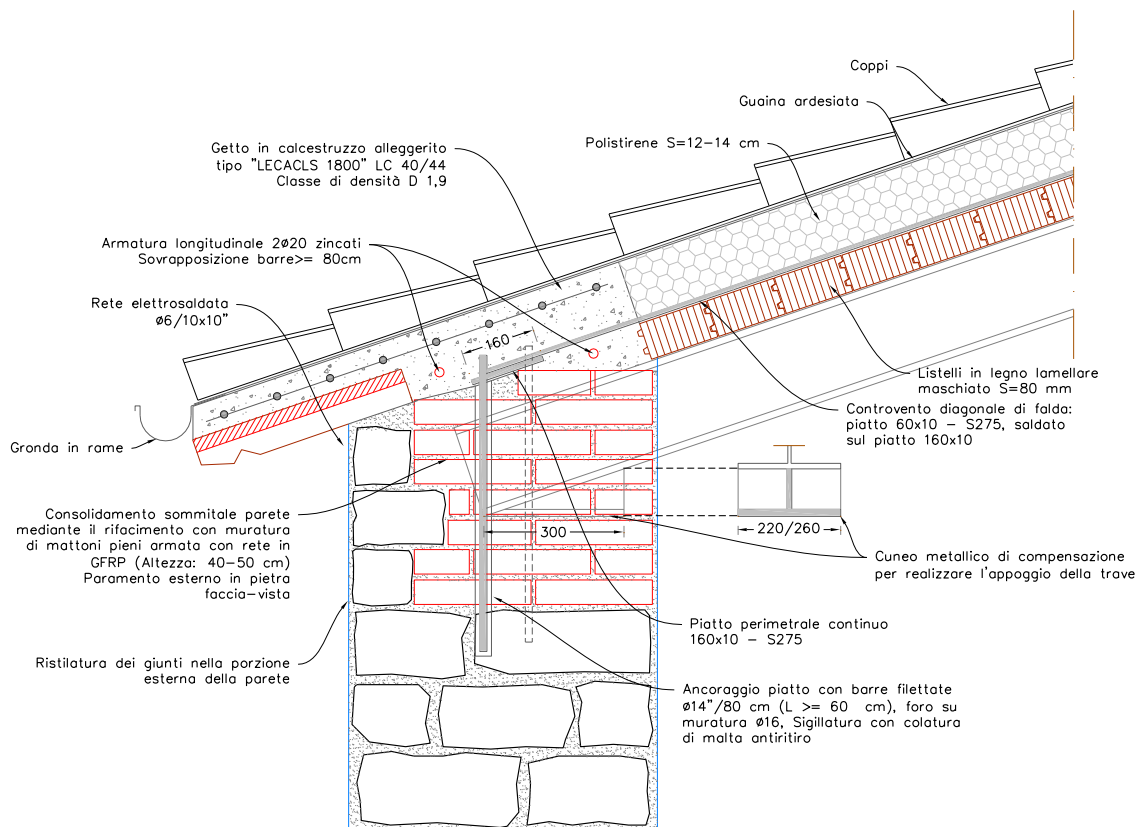 Coppi
Guaina ardesiata
Polistirene S=12-14 cm
Getto in calcestruzzo alleggerito
tipo "LECACLS 1800" LC 40/44
Classe di densità D 1,9
Armatura longitudinale 2ø20 zincati
Sovrapposizione barre>= 80cm
Rete elettrosaldata
ø6/10x10"
160
Gronda in rame
Listelli in legno lamellare
maschiato S=80 mm
Controvento diagonale di falda:
piatto 60x10 - S275, saldato
sul piatto 160x10
Consolidamento sommitale parete
mediante il rifacimento con muratura
di mattoni pieni armata con rete in
GFRP (Altezza: 40-50 cm)
Paramento esterno in pietra
faccia-vista
300
220/260
Cuneo metallico di compensazione
per realizzare l'appoggio della trave
Piatto perimetrale continuo
160x10 - S275
Ristilatura dei giunti nella porzione
esterna della parete
Ancoraggio piatto con barre filettate
ø14"/80 cm (L >= 60 cm), foro su
muratura ø16, Sigillatura con colatura
di malta antiritiro